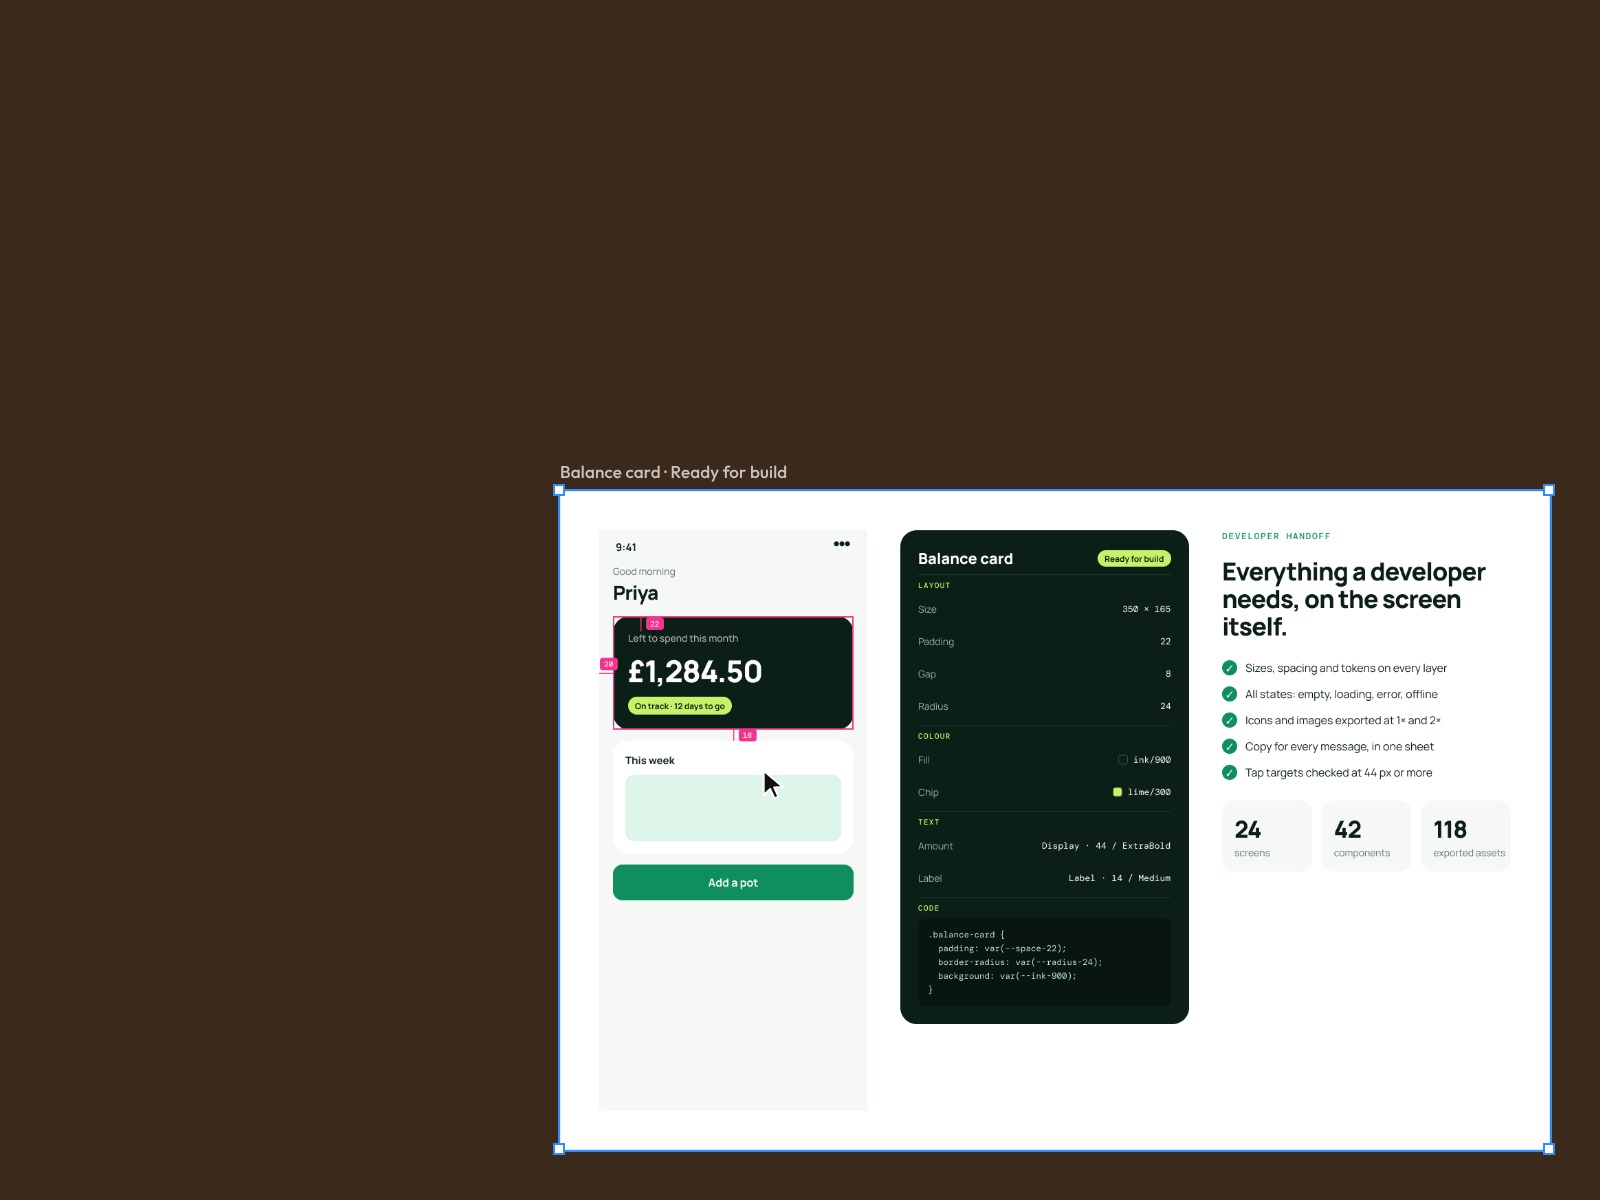 Balance card · Ready for build
9:41
Good morning
Priya
22
Left to spend this month
20
£1,284.50
On track · 12 days to go
16
This week
Add a pot
Balance card
Ready for build
LAYOUT
Size 350 × 165
Padding 22
Gap 8
Radius 24
COLOUR
Fill ink/900
Chip lime/300
TEXT
Amount Display · 44 / ExtraBold
Label Label · 14 / Medium
CODE
.balance-card {
  padding: var(--space-22);
  border-radius: var(--radius-24);
  background: var(--ink-900);
}
DEVELOPER HANDOFF
Everything a developer
needs, on the screen
itself.
✓ Sizes, spacing and tokens on every layer
✓ All states: empty, loading, error, offline
✓ Icons and images exported at 1× and 2×
✓ Copy for every message, in one sheet
✓ Tap targets checked at 44 px or more
24
screens
42
components
118
exported assets